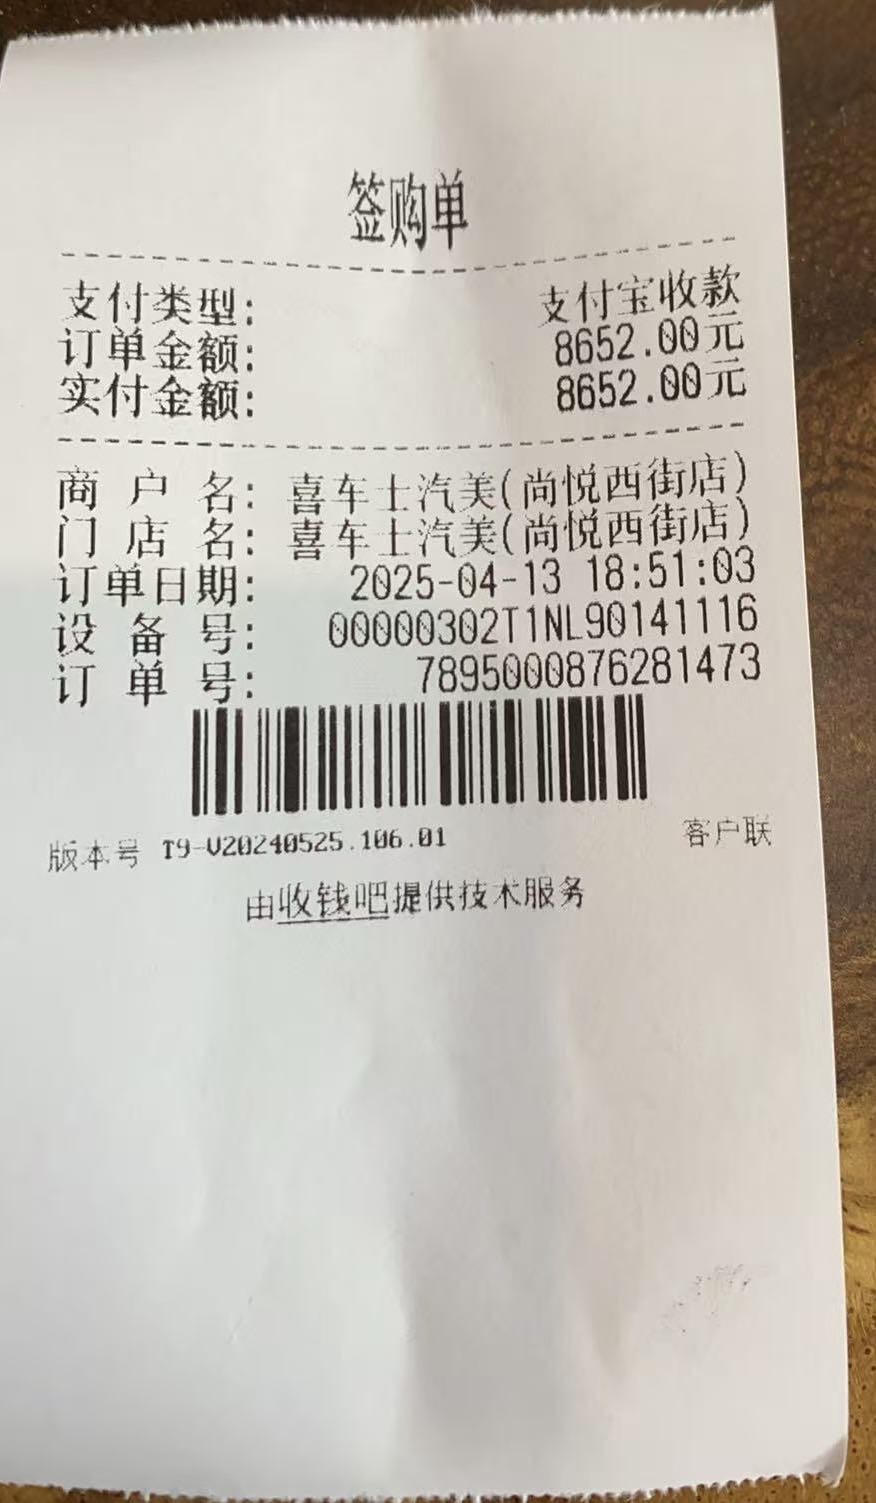 签购单
支付类型: 支付宝收款
订单金额: 8652.00元
实付金额: 8652.00元
商户名: 喜车士汽美(尚悦西街店)
门店名: 喜车士汽美(尚悦西街店)
订单日期: 2025-04-13 18:51:03
设备号: 00000302T1NL90141116
订单号: 7895000876281473
版本号 T9-V20240525.106.01 客户联
由收钱吧提供技术服务